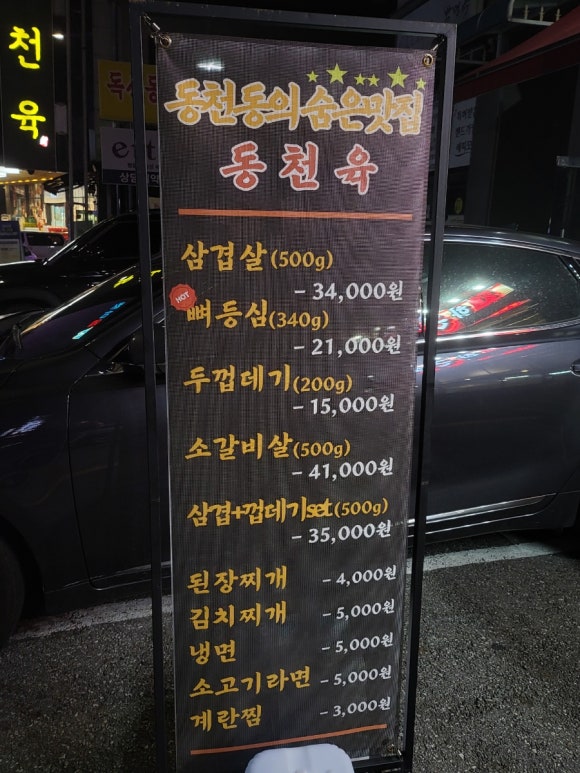 천육
동천동의숨은맛집
동천육
삼겹살(500g)
- 34,000원
HOT
뼈등심(340g)
- 21,000원
두껍데기(200g)
- 15,000원
소갈비살(500g)
- 41,000원
삼겹+껍데기set(500g)
- 35,000원
된장찌개 - 4,000원
김치찌개 - 5,000원
냉면 - 5,000원
소고기라면 - 5,000원
계란찜 - 3,000원